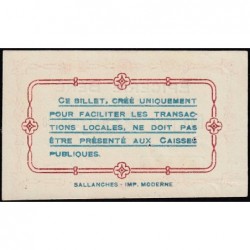 CE BILLET, CRÉÉ UNIQUEMENT
POUR FACILITER LES TRANSAC-
TIONS LOCALES, NE DOIT PAS
ÊTRE PRÉSENTÉ AUX CAISSES
PUBLIQUES.
SALLANCHES - IMP. MODERNE